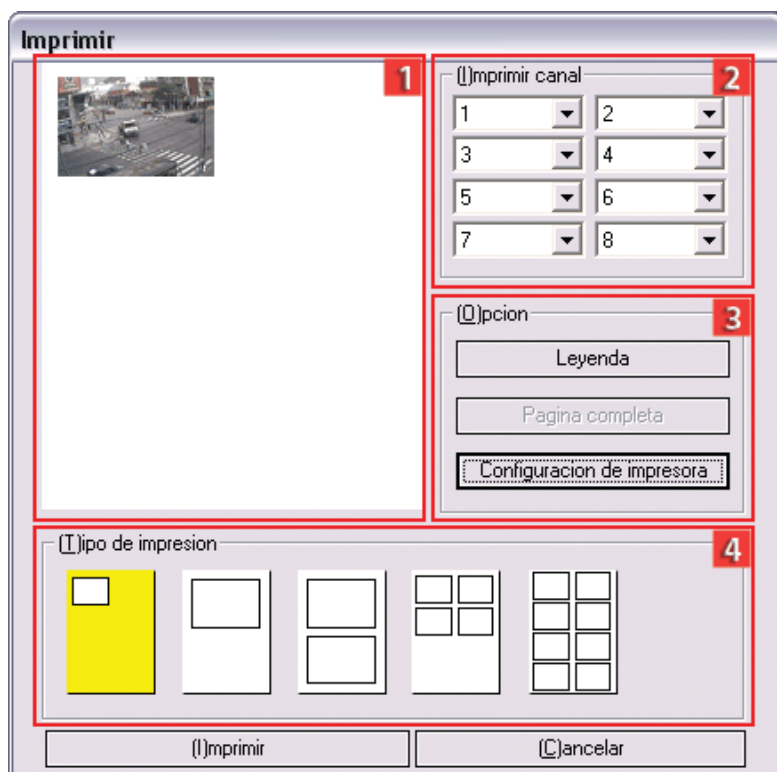 Imprimir
1
(I)mprimir canal
2
1
2
3
4
5
6
7
8
(O)pcion
3
Leyenda
Pagina completa
Configuracion de impresora
(T)ipo de impresion
4
(I)mprimir
(C)ancelar